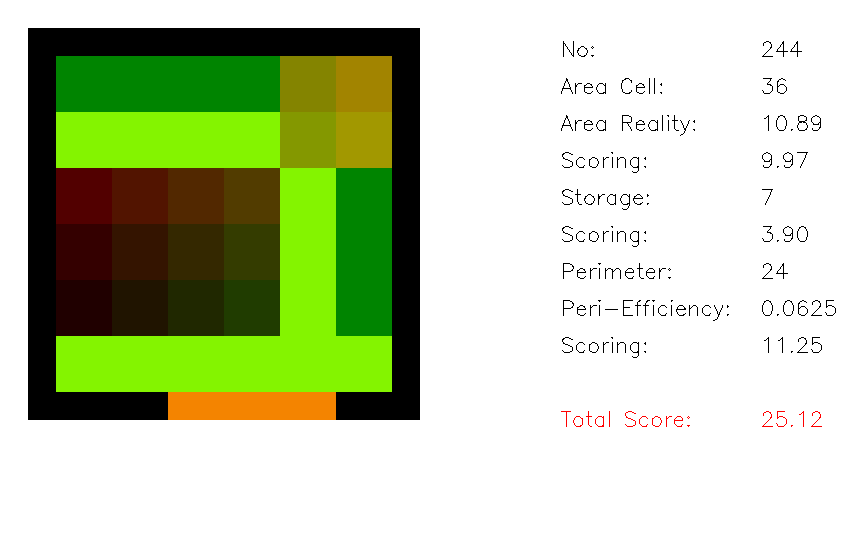 No: 244
Area Cell: 36
Area Reality: 10.89
Scoring: 9.97
Storage: 7
Scoring: 3.90
Perimeter: 24
Peri-Efficiency: 0.0625
Scoring: 11.25
Total Score: 25.12